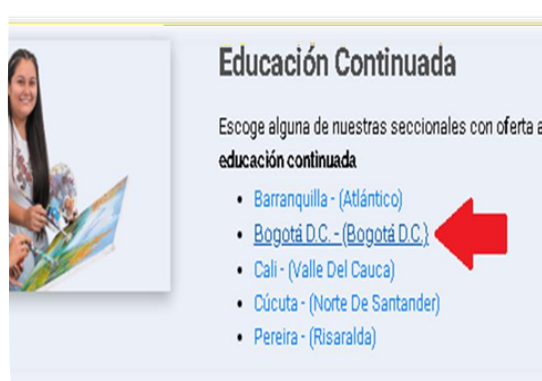 Educación Continuada
Escoge alguna de nuestras seccionales con oferta a
educación continuada
Barranquilla - (Atlántico)
Bogotá D.C. - (Bogotá D.C.)
Cali - (Valle Del Cauca)
Cúcuta - (Norte De Santander)
Pereira - (Risaralda)